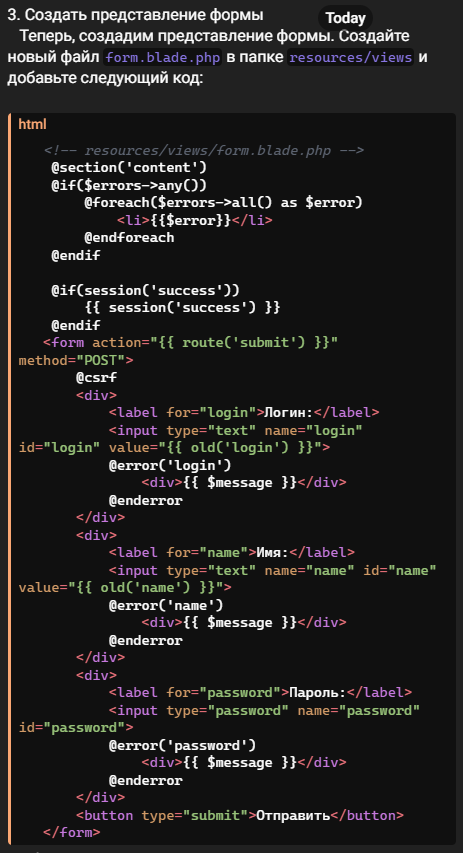 3. Создать представление формы
Today
Теперь, создадим представление формы. Создайте
новый файл form.blade.php в папке resources/views и
добавьте следующий код:
html
<!-- resources/views/form.blade.php -->
@section('content')
@if($errors->any())
@foreach($errors->all() as $error)
<li>{{$error}}</li>
@endforeach
@endif
@if(session('success'))
{{ session('success') }}
@endif
<form action="{{ route('submit') }}"
method="POST">
@csrf
<div>
<label for="login">Логин:</label>
<input type="text" name="login"
id="login" value="{{ old('login') }}">
@error('login')
<div>{{ $message }}</div>
@enderror
</div>
<div>
<label for="name">Имя:</label>
<input type="text" name="name" id="name"
value="{{ old('name') }}">
@error('name')
<div>{{ $message }}</div>
@enderror
</div>
<div>
<label for="password">Пароль:</label>
<input type="password" name="password"
id="password">
@error('password')
<div>{{ $message }}</div>
@enderror
</div>
<button type="submit">Отправить</button>
</form>